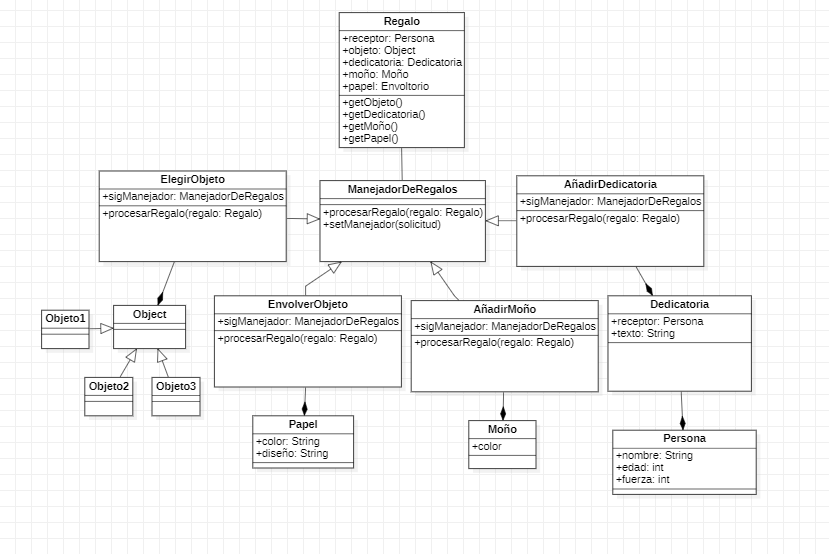 Regalo
+receptor: Persona
+objeto: Object
+dedicatoria: Dedicatoria
+moño: Moño
+papel: Envoltorio
+getObjeto()
+getDedicatoria()
+getMoño()
+getPapel()
ElegirObjeto
+sigManejador: ManejadorDeRegalos
+procesarRegalo(regalo: Regalo)
ManejadorDeRegalos
+procesarRegalo(regalo: Regalo)
+setManejador(solicitud)
AñadirDedicatoria
+sigManejador: ManejadorDeRegalos
+procesarRegalo(regalo: Regalo)
Objeto1
Object
Objeto2
Objeto3
EnvolverObjeto
+sigManejador: ManejadorDeRegalos
+procesarRegalo(regalo: Regalo)
AñadirMoño
+sigManejador: ManejadorDeRegalos
+procesarRegalo(regalo: Regalo)
Dedicatoria
+receptor: Persona
+texto: String
Papel
+color: String
+diseño: String
Moño
+color
Persona
+nombre: String
+edad: int
+fuerza: int